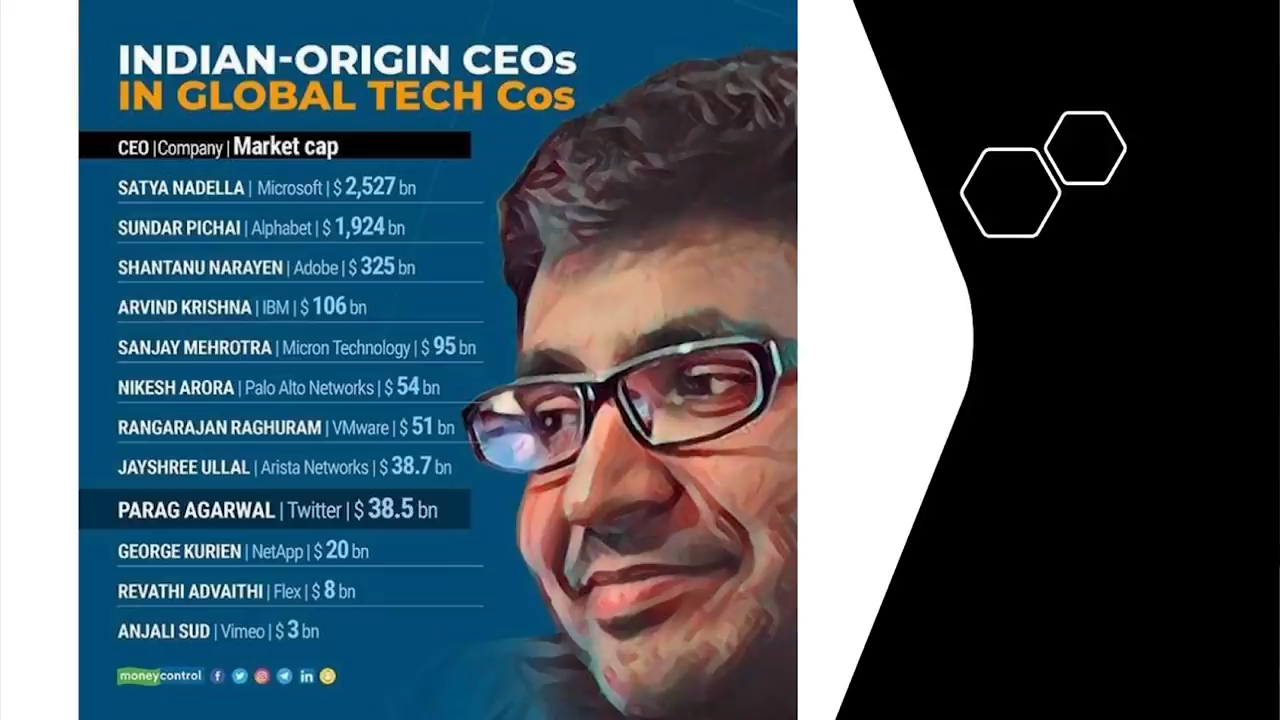 INDIAN-ORIGIN CEOs
IN GLOBAL TECH Cos
CEO |Company | Market cap
SATYA NADELLA | Microsoft | $ 2,527 bn
SUNDAR PICHAI | Alphabet | $ 1,924 bn
SHANTANU NARAYEN | Adobe | $ 325 bn
ARVIND KRISHNA | IBM | $ 106 bn
SANJAY MEHROTRA | Micron Technology | $ 95 bn
NIKESH ARORA | Palo Alto Networks | $ 54 bn
RANGARAJAN RAGHURAM | VMware | $ 51 bn
JAYSHREE ULLAL | Arista Networks | $ 38.7 bn
PARAG AGARWAL | Twitter | $ 38.5 bn
GEORGE KURIEN | NetApp | $ 20 bn
REVATHI ADVAITHI | Flex | $ 8 bn
ANJALI SUD | Vimeo | $ 3 bn
moneycontrol